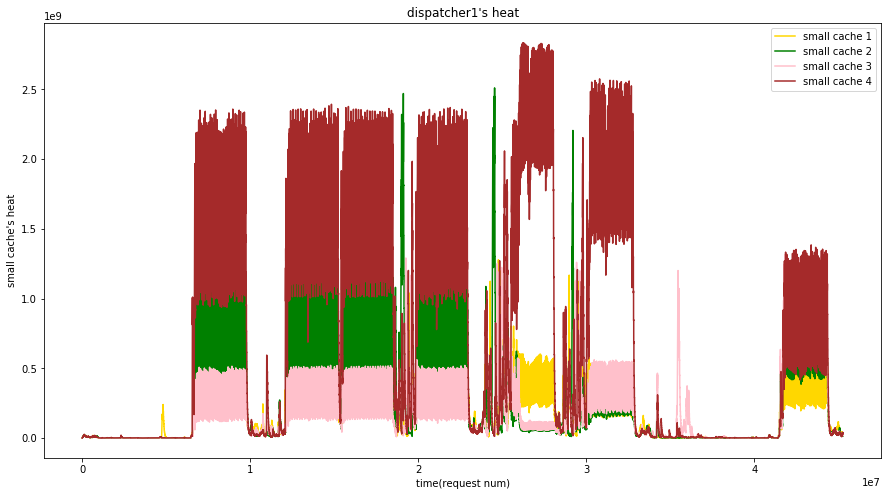 dispatcher1's heat
1e9
small cache 1
small cache 2
small cache 3
small cache 4
2.5
2.0
1.5
1.0
0.5
0.0
small cache's heat
0 1 2 3 4
1e7
time(request num)